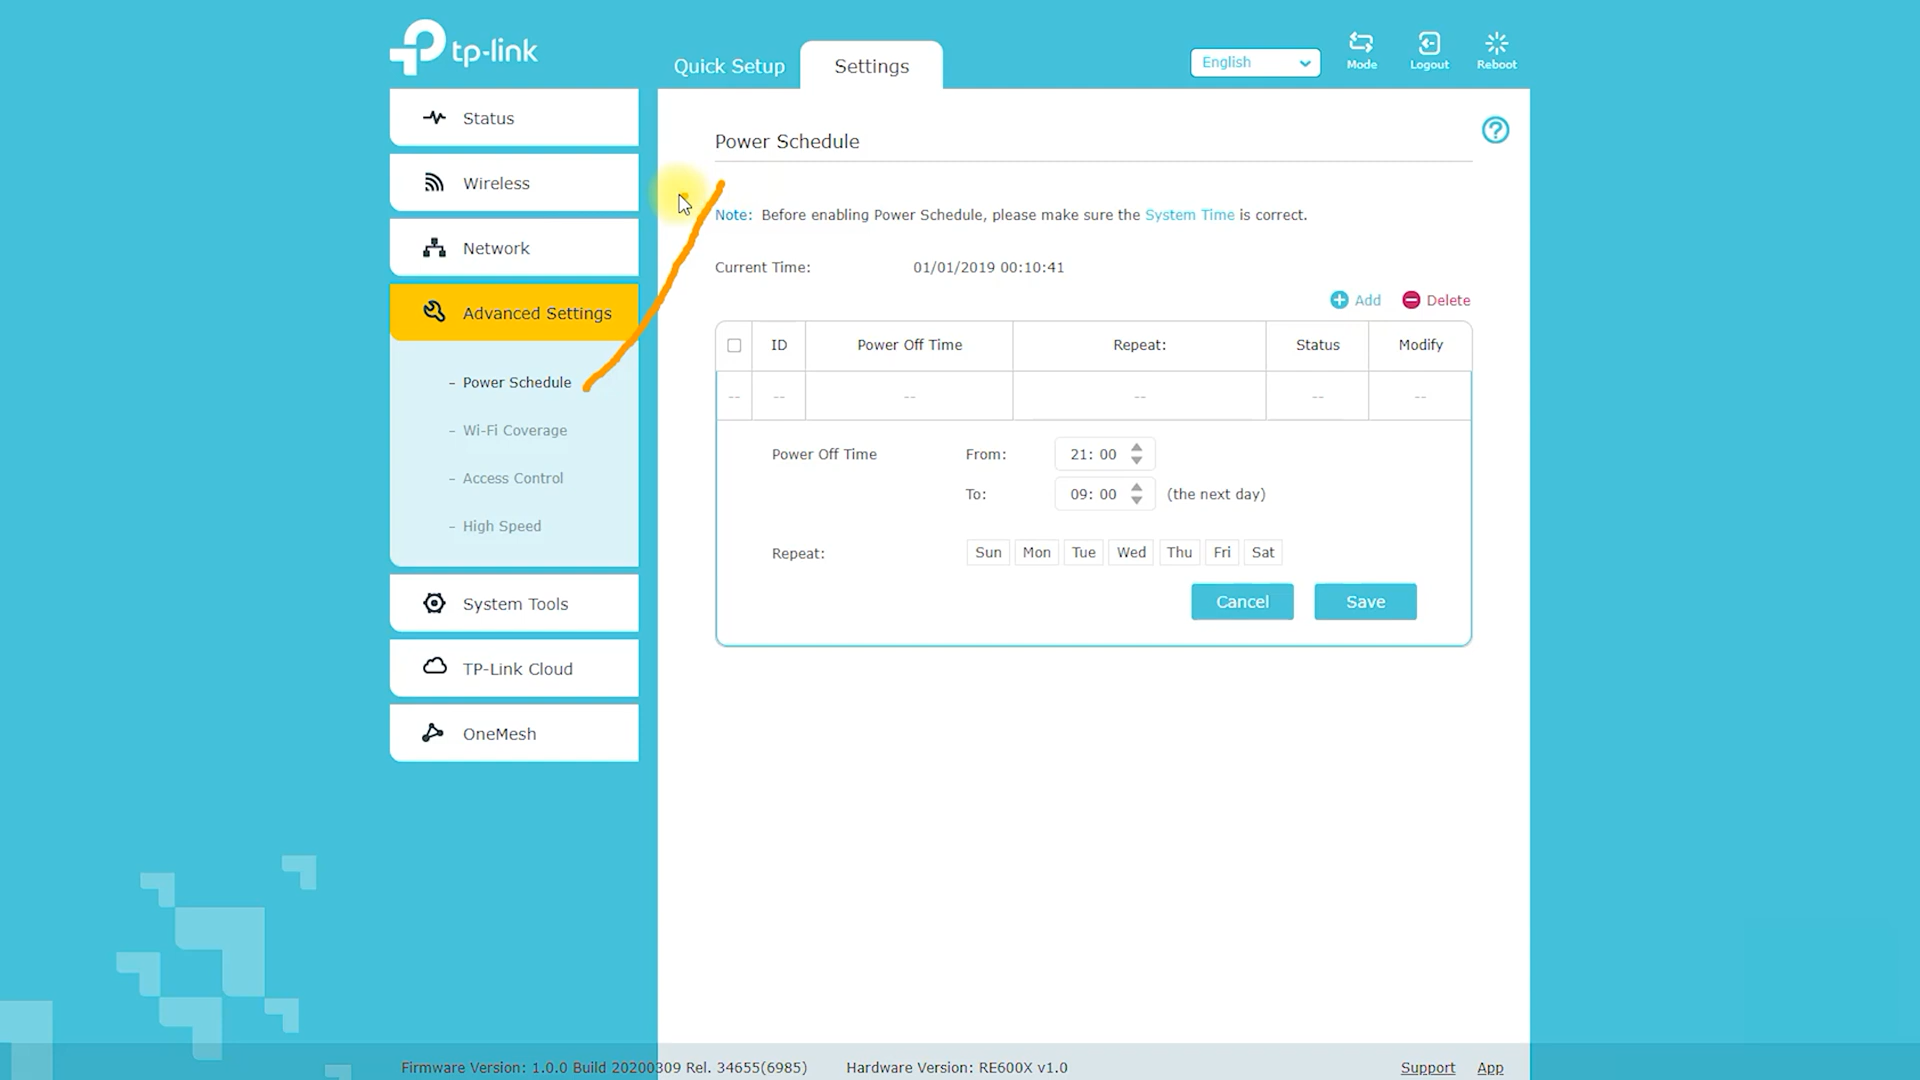 tp-link
Quick Setup
Settings
English
Mode
Logout
Reboot
Status
Wireless
Network
Advanced Settings
- Power Schedule
- Wi-Fi Coverage
- Access Control
- High Speed
System Tools
TP-Link Cloud
OneMesh
Power Schedule
Note: Before enabling Power Schedule, please make sure the System Time is correct.
Current Time: 01/01/2019 00:10:41
Add Delete
ID Power Off Time Repeat: Status Modify
-- -- -- -- -- --
Power Off Time From: 21: 00
To: 09: 00 (the next day)
Repeat: Sun Mon Tue Wed Thu Fri Sat
Cancel Save
Firmware Version: 1.0.0 Build 20200309 Rel. 34655(6985) Hardware Version: RE600X v1.0 Support App